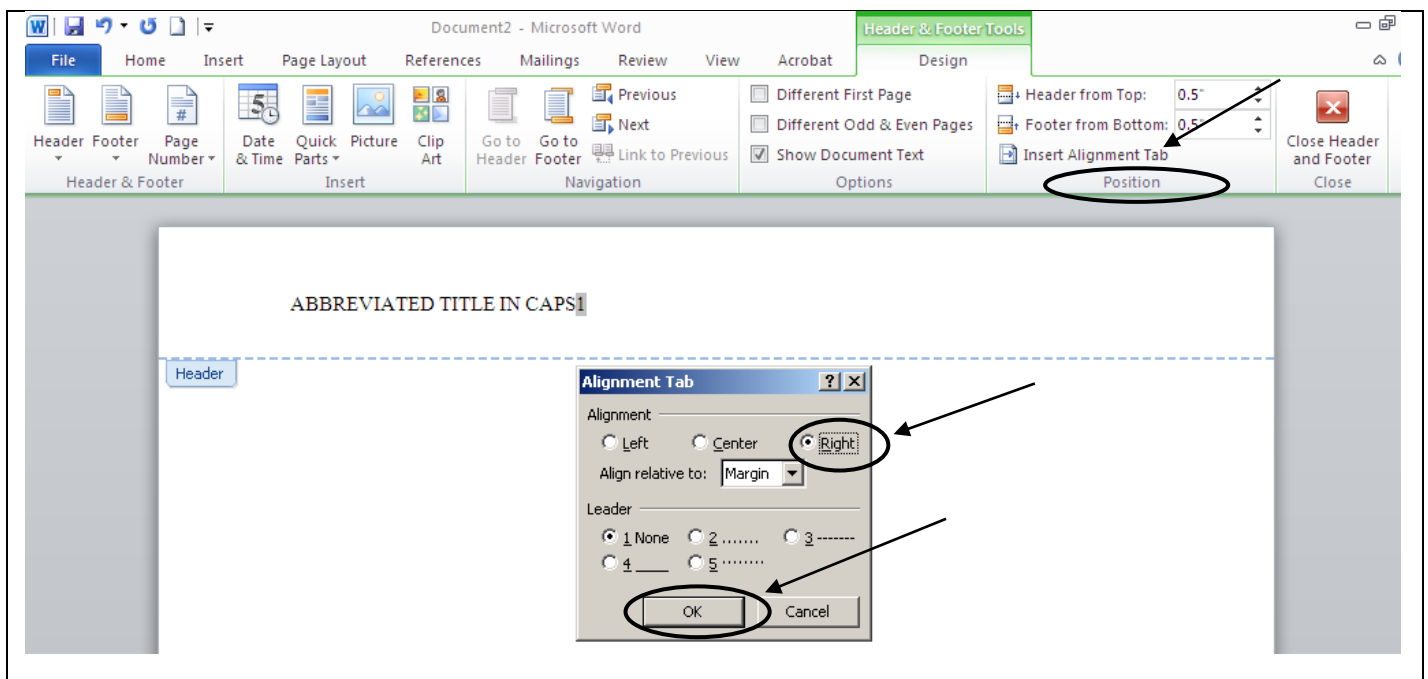 W
Document2 - Microsoft Word
Header & Footer Tools
File Home Insert Page Layout References Mailings Review View Acrobat Design
Header Footer Page Number
Date & Time Quick Parts Picture Clip Art
Go to Header Go to Footer
Previous
Next
Link to Previous
Different First Page
Different Odd & Even Pages
Show Document Text
Header from Top: 0.5"
Footer from Bottom: 0.5"
Insert Alignment Tab
Close Header and Footer
Header & Footer Insert Navigation Options Position Close
ABBREVIATED TITLE IN CAPS1
Header
Alignment Tab ? X
Alignment
Left Center Right
Align relative to: Margin
Leader
1 None 2 ....... 3 -------
4 ____ 5 ·······
OK Cancel